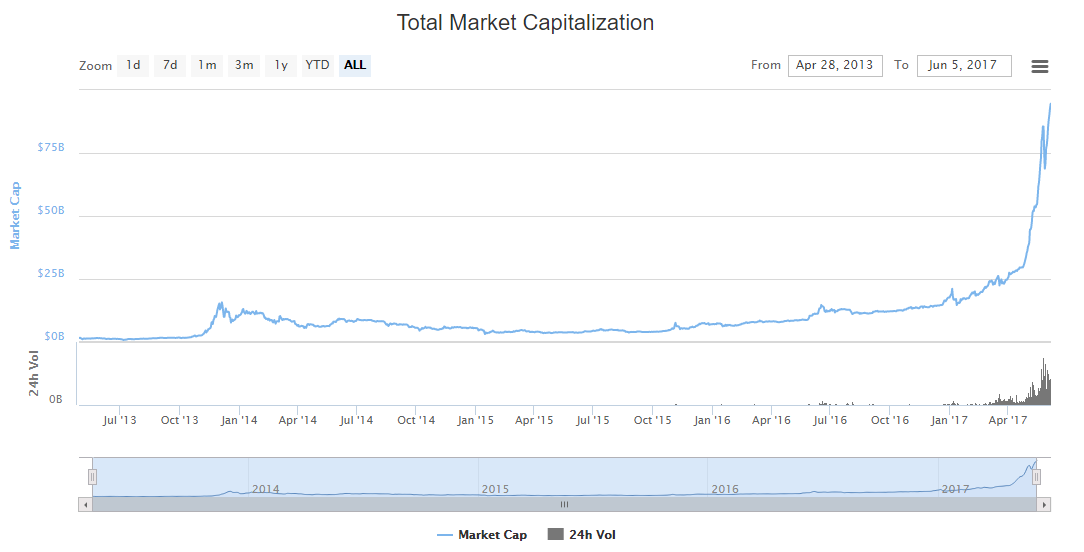 Total Market Capitalization
Zoom 1d 7d 1m 3m 1y YTD ALL From Apr 28, 2013 To Jun 5, 2017
$75B
$50B
$25B
$0B
Market Cap
0B
24h Vol
Jul '13 Oct '13 Jan '14 Apr '14 Jul '14 Oct '14 Jan '15 Apr '15 Jul '15 Oct '15 Jan '16 Apr '16 Jul '16 Oct '16 Jan '17 Apr '17
2014 2015 2016 2017
Market Cap 24h Vol